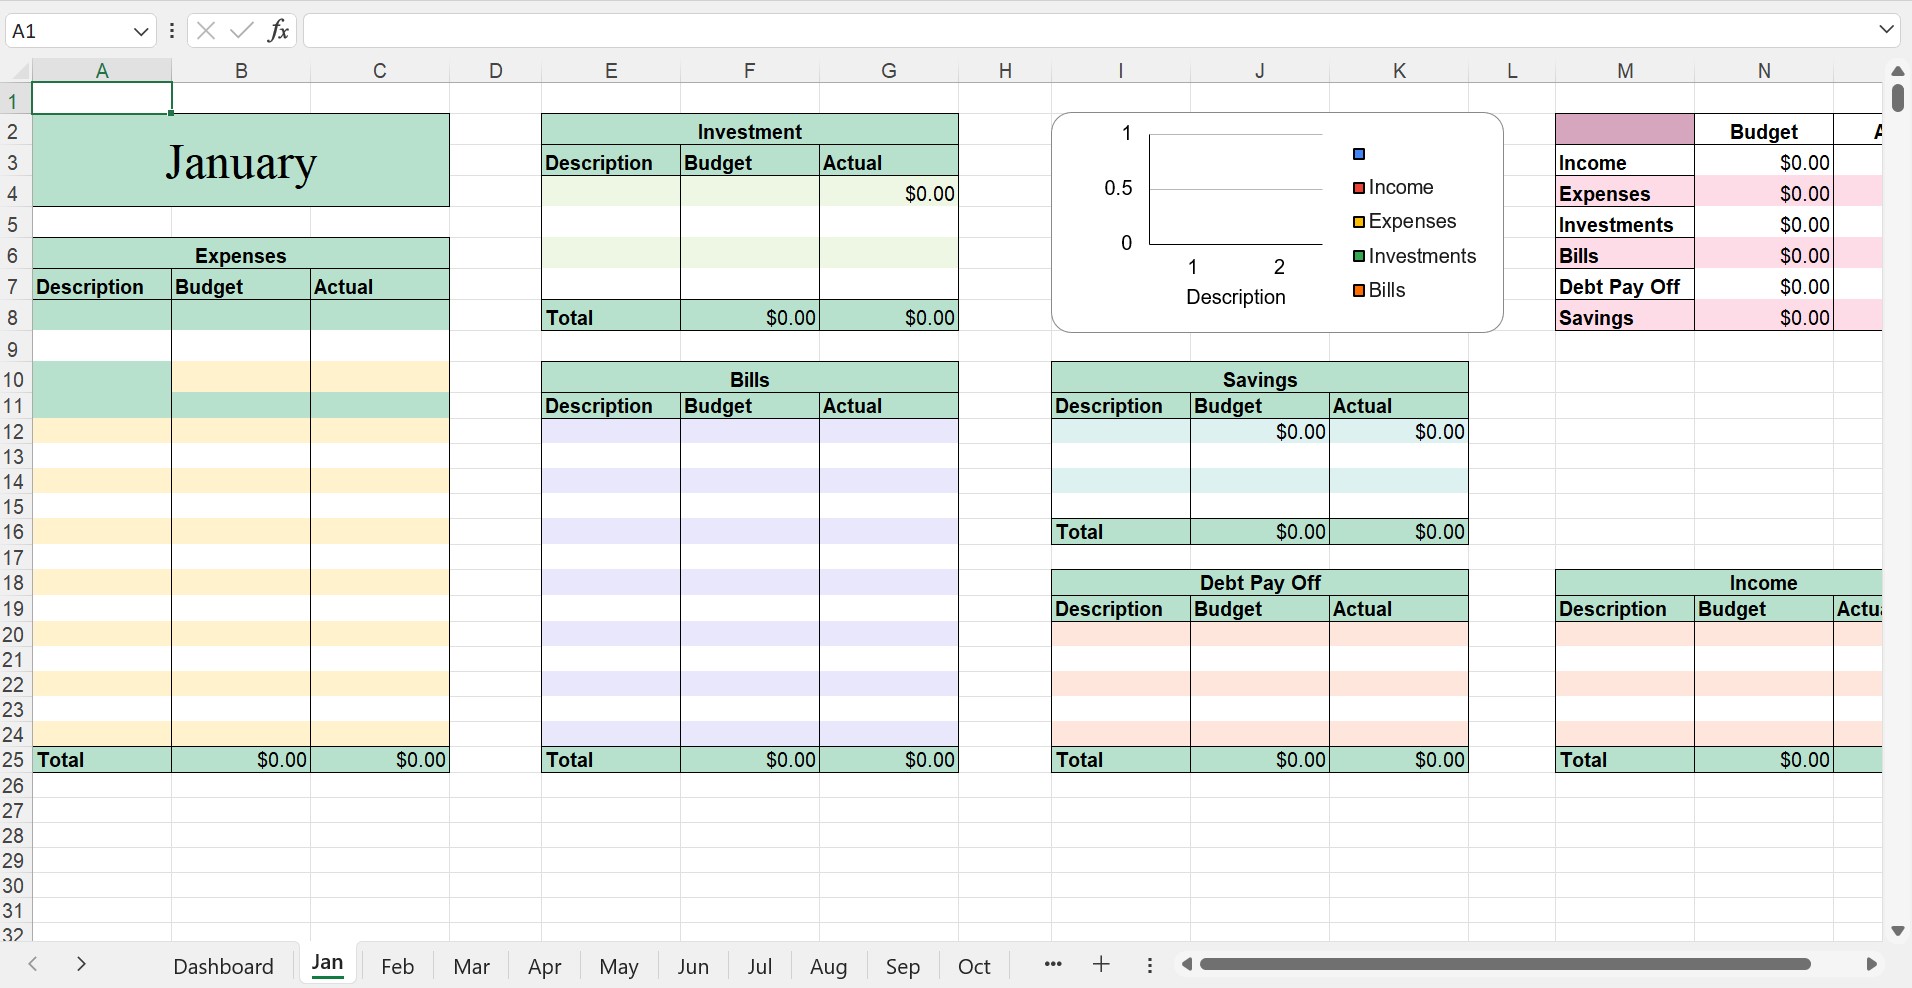 A1 fx
A B C D E F G H I J K L M N
1
2 Investment 1 Budget
January
3 Description Budget Actual Income $0.00
4 $0.00 0.5 Income Expenses $0.00
5 Expenses Investments $0.00
6 Expenses 0 Investments Bills $0.00
7 Description Budget Actual 1 2 Bills Debt Pay Off $0.00
Description
8 Total $0.00 $0.00 Savings $0.00
9
10 Bills Savings
11 Description Budget Actual Description Budget Actual
12 $0.00 $0.00
13
14
15
16 Total $0.00 $0.00
17
18 Debt Pay Off Income
19 Description Budget Actual Description Budget Actu
20
21
22
23
24
25 Total $0.00 $0.00 Total $0.00 $0.00 Total $0.00 $0.00 Total $0.00
26
27
28
29
30
31
32
Dashboard Jan Feb Mar Apr May Jun Jul Aug Sep Oct ...